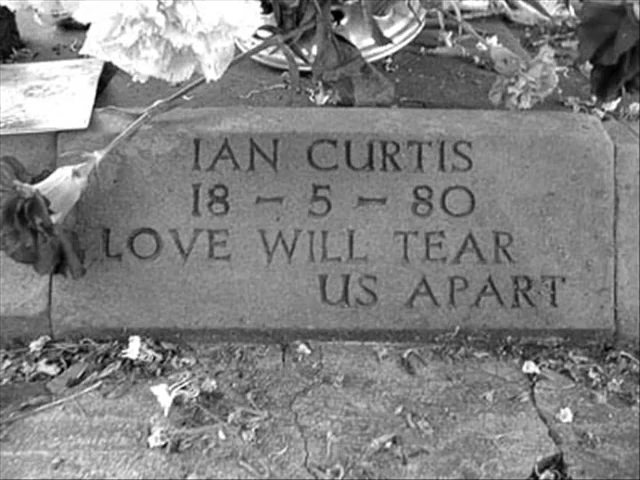 IAN CURTIS
18 – 5 – 80
LOVE WILL TEAR
US APART